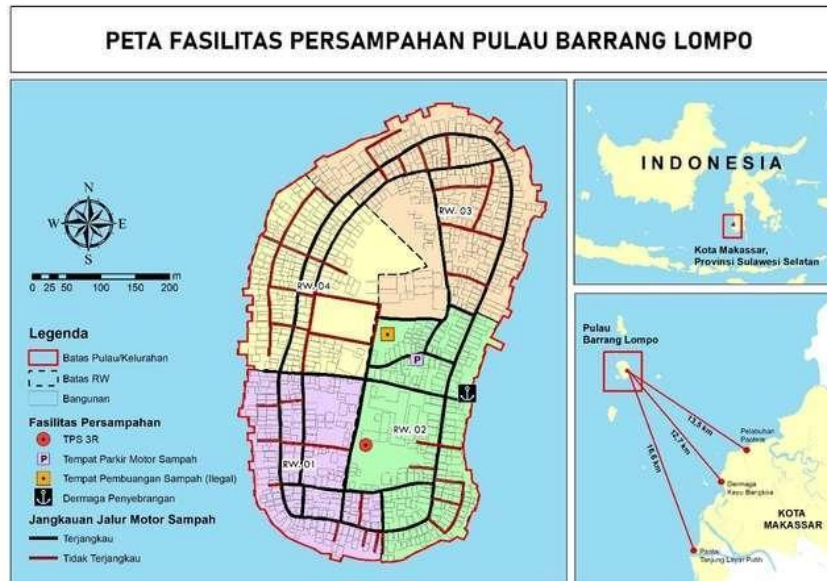 PETA FASILITAS PERSAMPAHAN PULAU BARRANG LOMPO
N
W E
S
0 25 50 100 150 200 m
Legenda
Batas Pulau/Kelurahan
Batas RW
Bangunan
Fasilitas Persampahan
TPS 3R
P Tempat Parkir Motor Sampah
Tempat Pembuangan Sampah (Ilegal)
Dermaga Penyebrangan
Jangkauan Jalur Motor Sampah
Terjangkau
Tidak Terjangkau
RW. 03
RW. 04
P
RW. 02
RW. 01
INDONESIA
Kota Makassar,
Provinsi Sulawesi Selatan
Pulau
Barrang Lompo
13,5 km
12,7 km
16,6 km
Pelabuhan
Paotere
Dermaga
Kayu Bangkoa
KOTA
MAKASSAR
Pantai
Tanjung Layar Putih